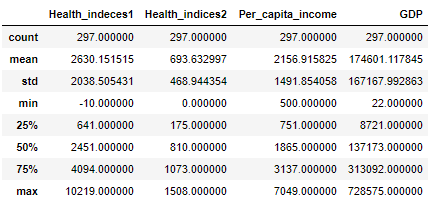 Health_indeces1 Health_indices2 Per_capita_income GDP
count 297.000000 297.000000 297.000000 297.000000
mean 2630.151515 693.632997 2156.915825 174601.117845
std 2038.505431 468.944354 1491.854058 167167.992863
min -10.000000 0.000000 500.000000 22.000000
25% 641.000000 175.000000 751.000000 8721.000000
50% 2451.000000 810.000000 1865.000000 137173.000000
75% 4094.000000 1073.000000 3137.000000 313092.000000
max 10219.000000 1508.000000 7049.000000 728575.000000